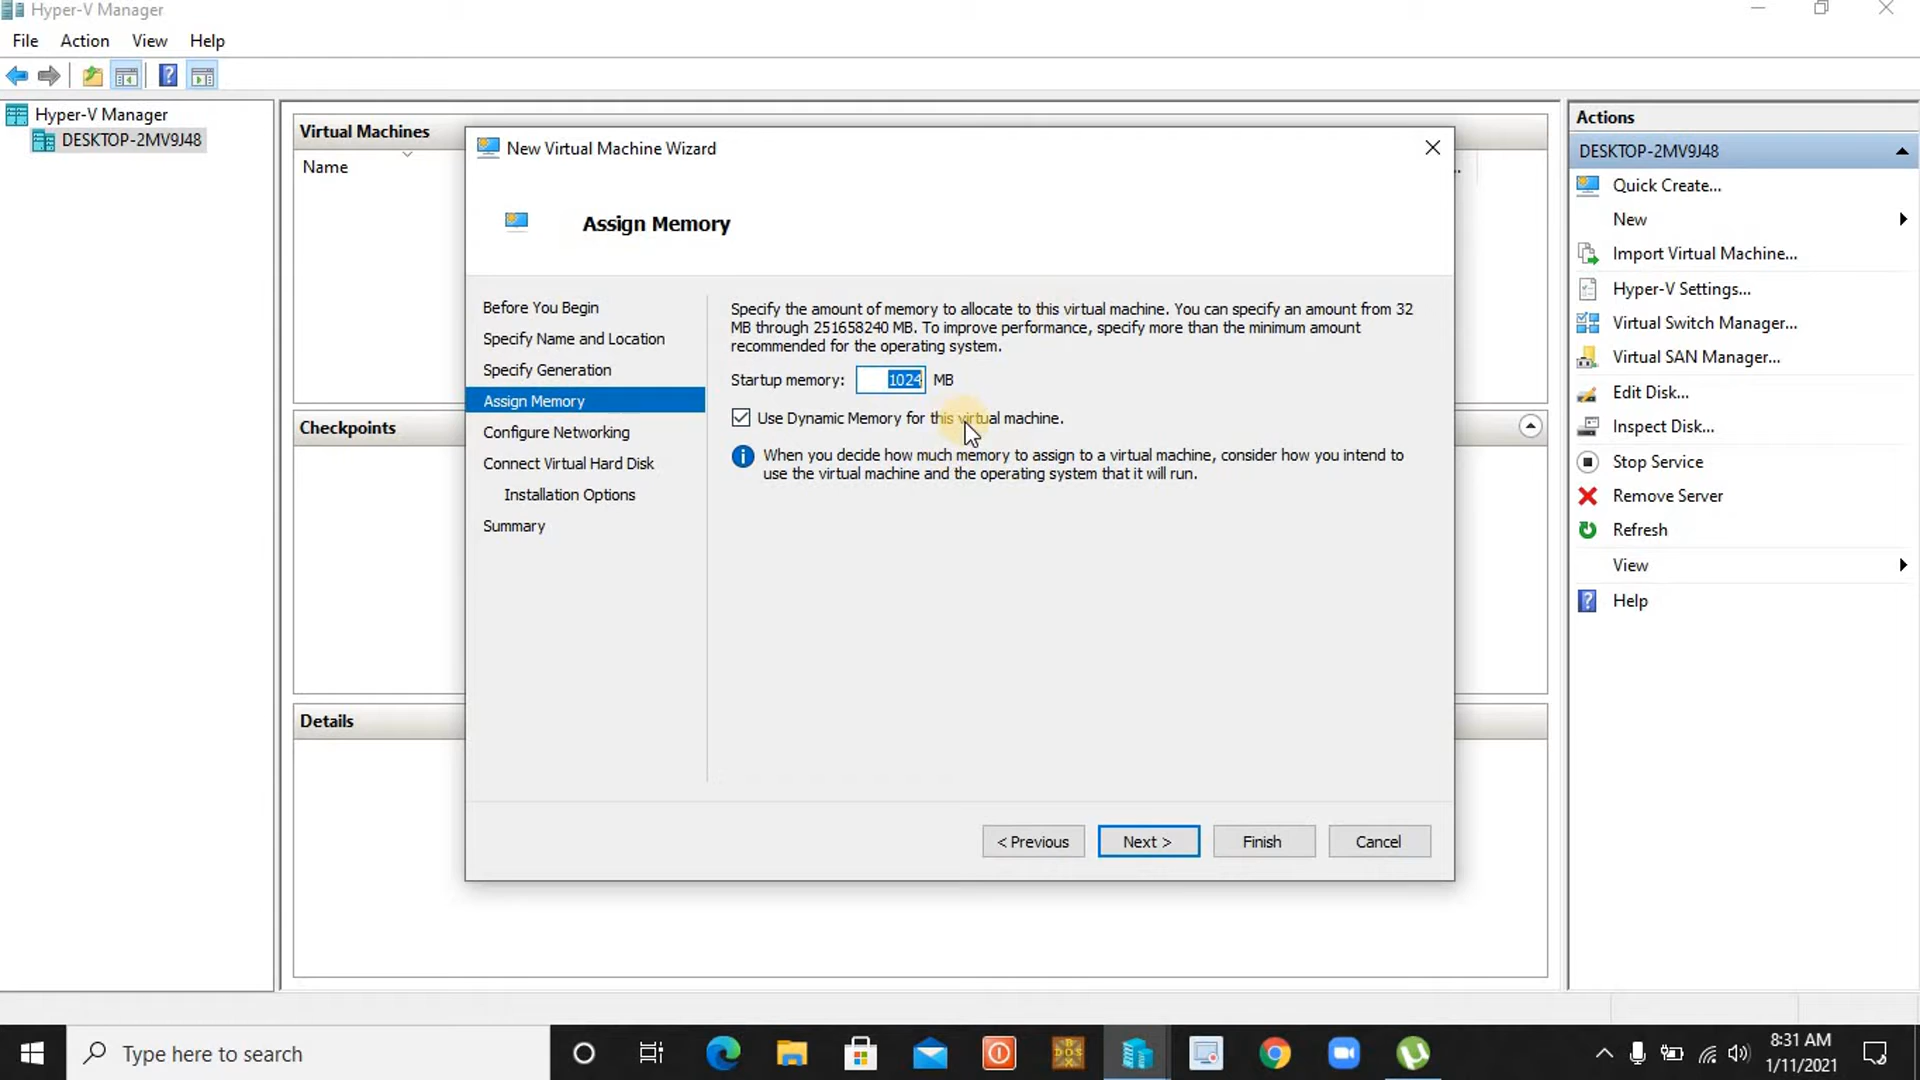 Hyper-V Manager
File Action View Help
Hyper-V Manager
DESKTOP-2MV9J48
Virtual Machines
Name
..
Checkpoints
Details
New Virtual Machine Wizard
Assign Memory
Before You Begin
Specify Name and Location
Specify Generation
Assign Memory
Configure Networking
Connect Virtual Hard Disk
Installation Options
Summary
Specify the amount of memory to allocate to this virtual machine. You can specify an amount from 32
MB through 251658240 MB. To improve performance, specify more than the minimum amount
recommended for the operating system.
Startup memory: 1024 MB
Use Dynamic Memory for this virtual machine.
When you decide how much memory to assign to a virtual machine, consider how you intend to
use the virtual machine and the operating system that it will run.
< Previous Next > Finish Cancel
Actions
DESKTOP-2MV9J48
Quick Create...
New
Import Virtual Machine...
Hyper-V Settings...
Virtual Switch Manager...
Virtual SAN Manager...
Edit Disk...
Inspect Disk...
Stop Service
Remove Server
Refresh
View
Help
Type here to search
DOS
8:31 AM
1/11/2021